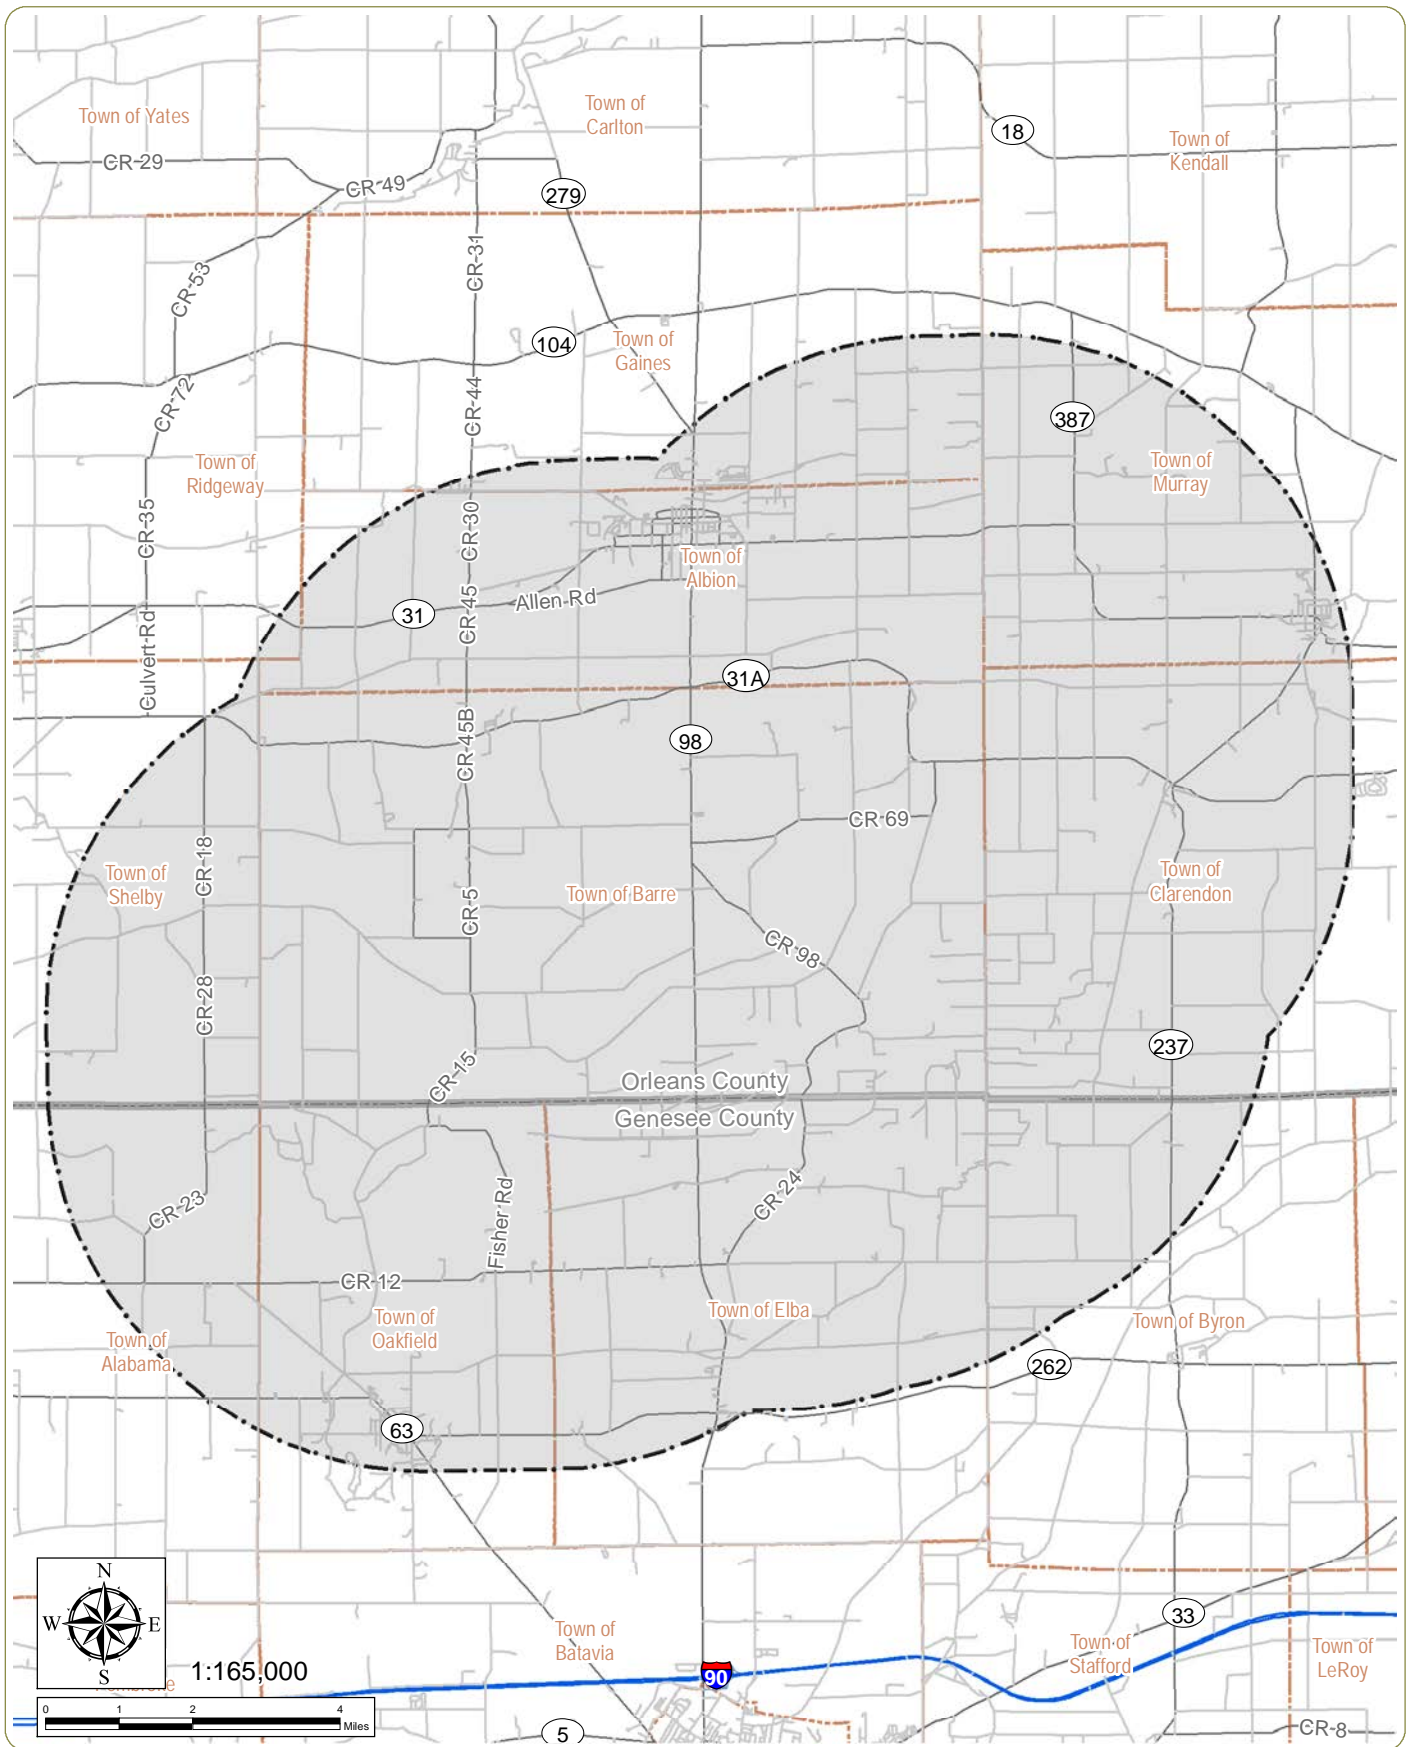 Town of Yates
Town of
Carlton
18
Town of
Kendall
CR 29
CR 49
279
CR-31
CR-53
104
Town of
Gaines
CR-72
CR-44
387
Town of
Ridgeway
Town of
Murray
CR-35
CR-30
Town of
Albion
CR-45
Allen Rd
31
Culvert-Rd
31A
98
CR-45B
CR 69
CR-18
Town of
Shelby
Town of Barre
Town of
Clarendon
CR-5
CR-98
CR-28
237
CR-15
Orleans County
Genesee County
CR-23
Fisher Rd
CR-24
CR 12
Town of
Oakfield
Town of Elba
Town of Byron
Town of
Alabama
262
63
N
W
E
S
1:165,000
0
1
2
4
Miles
Town of
Batavia
33
Town of
Stafford
Town of
LeRoy
90
5
CR-8